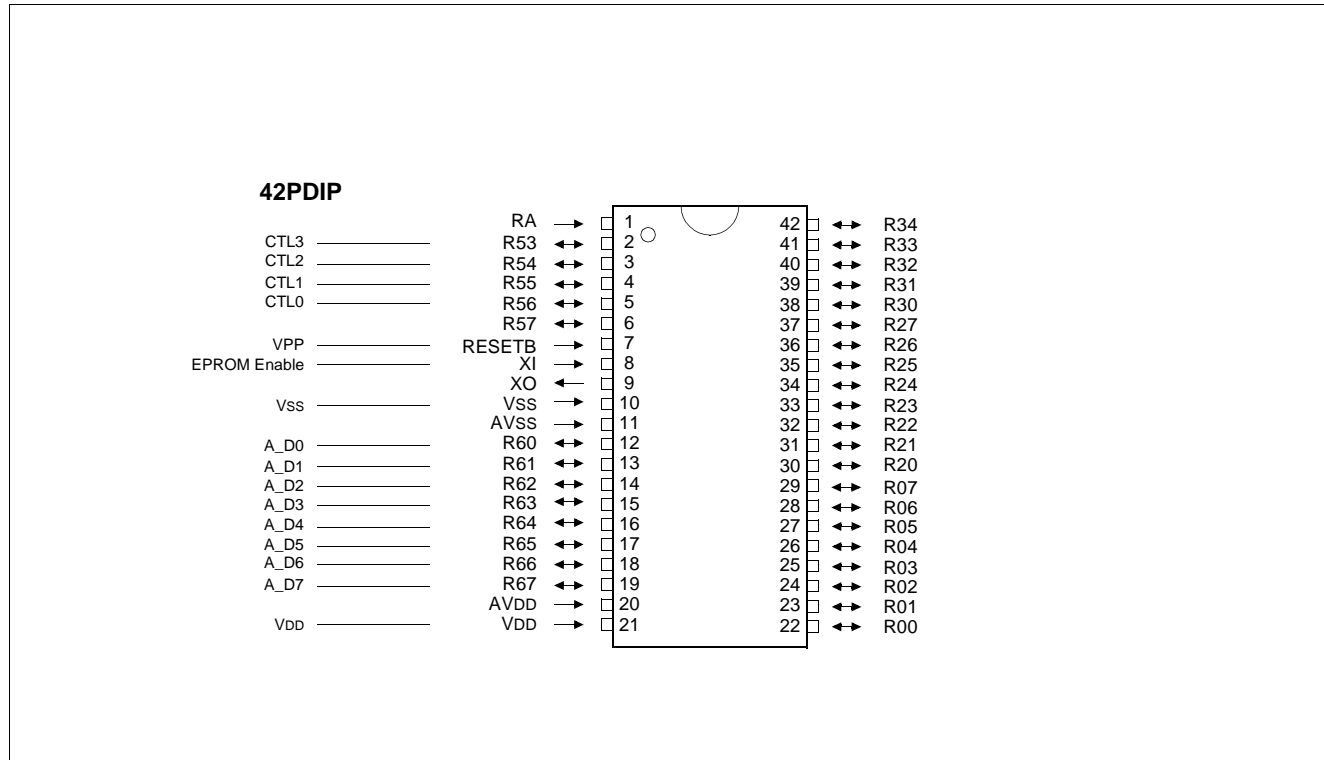 42PDIP
RA 1 42 R34
CTL3 R53 2 41 R33
CTL2 R54 3 40 R32
CTL1 R55 4 39 R31
CTL0 R56 5 38 R30
R57 6 37 R27
VPP RESETB 7 36 R26
EPROM Enable XI 8 35 R25
XO 9 34 R24
VSS VSS 10 33 R23
AVSS 11 32 R22
A_D0 R60 12 31 R21
A_D1 R61 13 30 R20
A_D2 R62 14 29 R07
A_D3 R63 15 28 R06
A_D4 R64 16 27 R05
A_D5 R65 17 26 R04
A_D6 R66 18 25 R03
A_D7 R67 19 24 R02
AVDD 20 23 R01
VDD VDD 21 22 R00